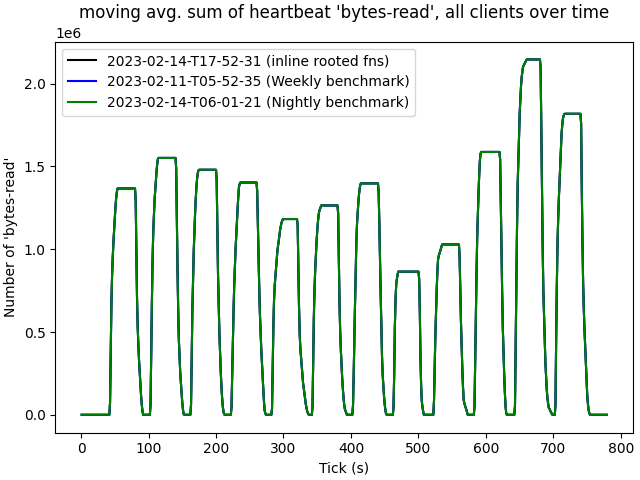 moving avg. sum of heartbeat 'bytes-read', all clients over time
1e6
2023-02-14-T17-52-31 (inline rooted fns)
2023-02-11-T05-52-35 (Weekly benchmark)
2023-02-14-T06-01-21 (Nightly benchmark)
2.0
1.5
1.0
0.5
0.0
Number of 'bytes-read'
0 100 200 300 400 500 600 700 800
Tick (s)